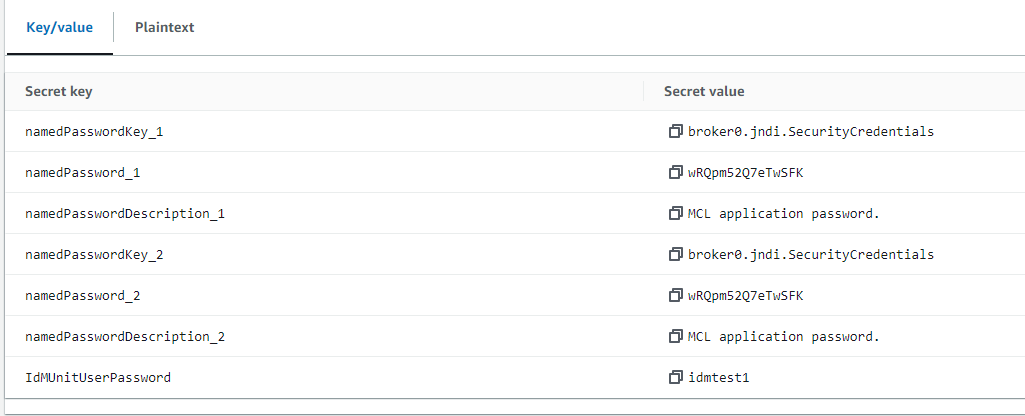 Key/value Plaintext
Secret key Secret value
namedPasswordKey_1 broker0.jndi.SecurityCredentials
namedPassword_1 wRQpm52Q7eTwSFK
namedPasswordDescription_1 MCL application password.
namedPasswordKey_2 broker0.jndi.SecurityCredentials
namedPassword_2 wRQpm52Q7eTwSFK
namedPasswordDescription_2 MCL application password.
IdMUnitUserPassword idmtest1